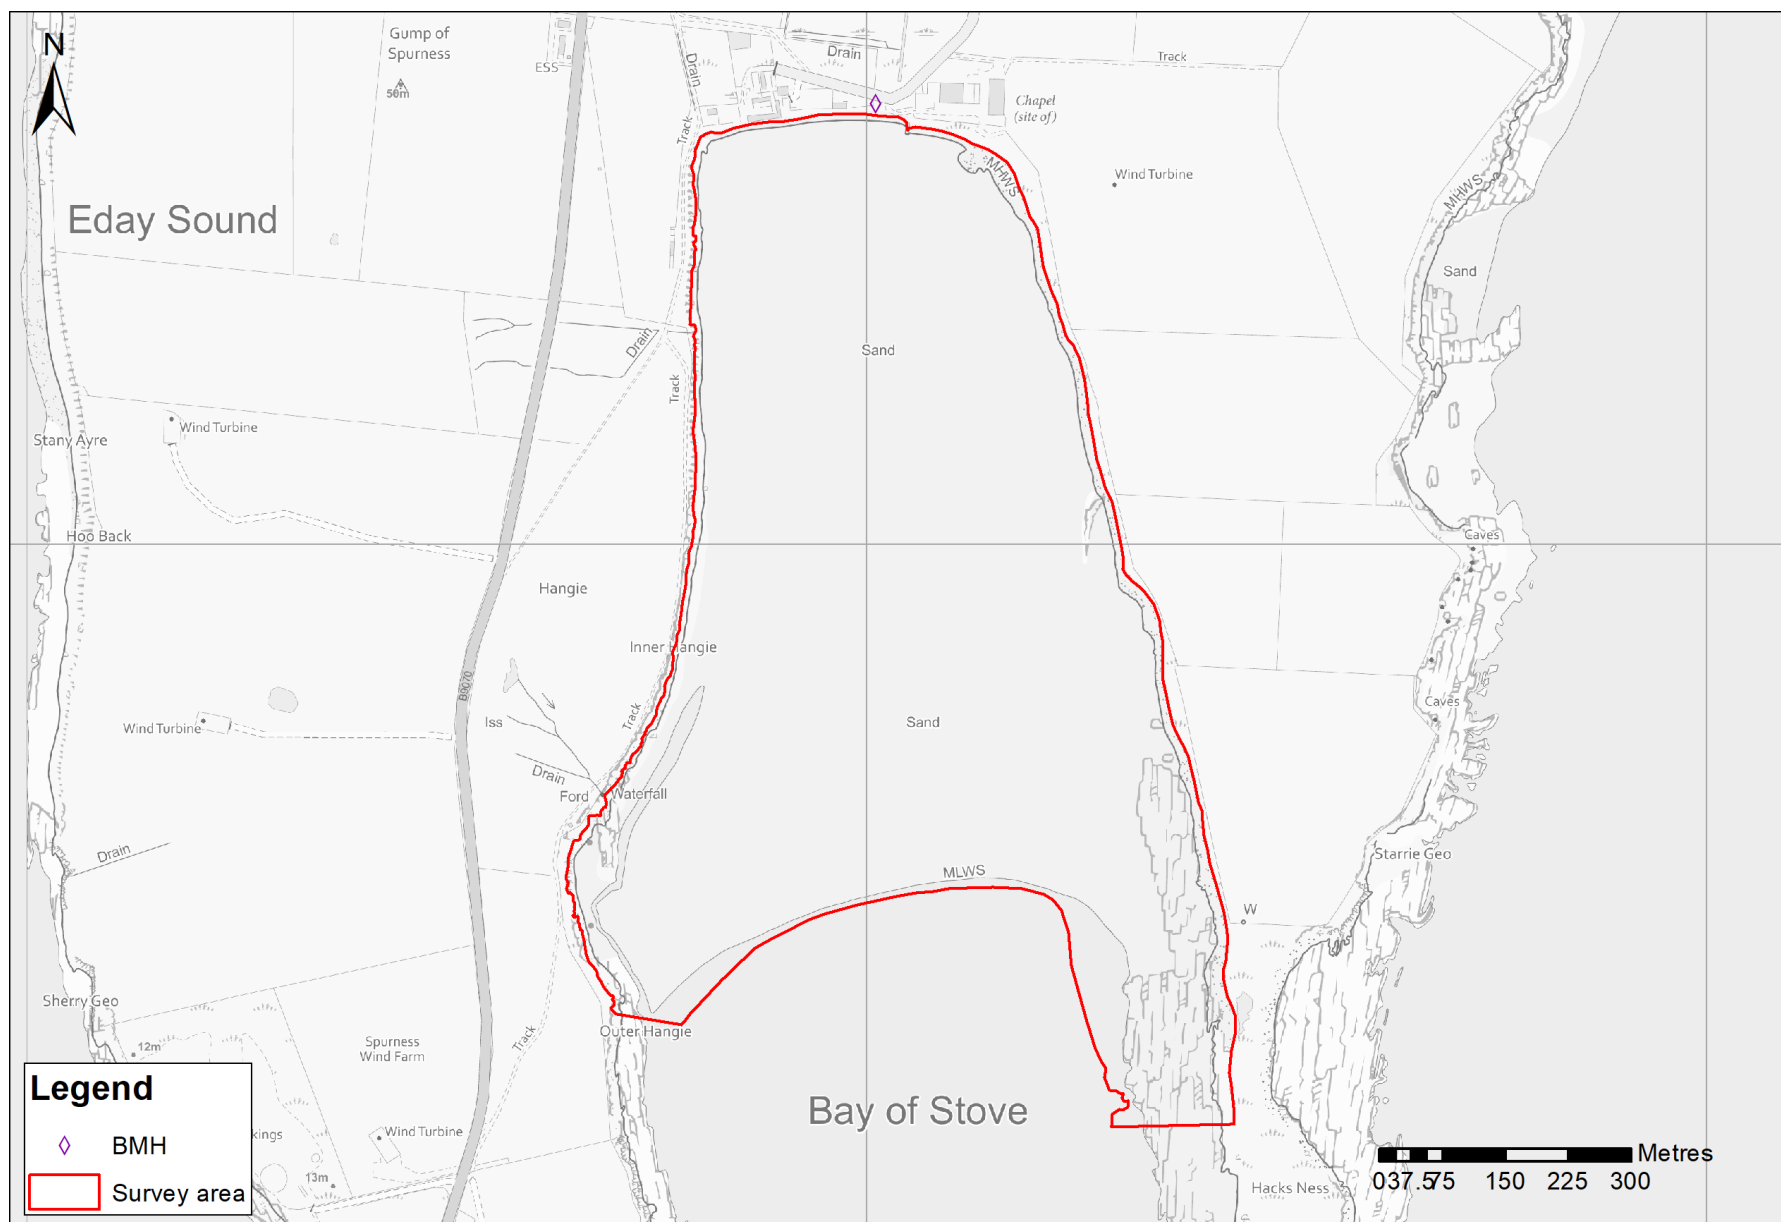 N
Gump of
Spurness
50m
ESS
Drain
Drain
Track
Chapel
(site of)
Track
MHWS
Wind Turbine
MHWS
Eday Sound
Sand
Sand
Drain
Track
Wind Turbine
Stany Ayre
Hoo Back
Caves
Hangie
Inner Hangie
B9070
Track
Iss
Wind Turbine
Sand
Caves
Drain
Ford
Waterfall
Drain
Starrie Geo
MLWS
W
Sherry Geo
Outer Hangie
Track
12m
Spurness
Wind Farm
Bay of Stove
Legend
BMH
Survey area
kings
Wind Turbine
13m
Hacks Ness
Metres
0 37.5 75 150 225 300